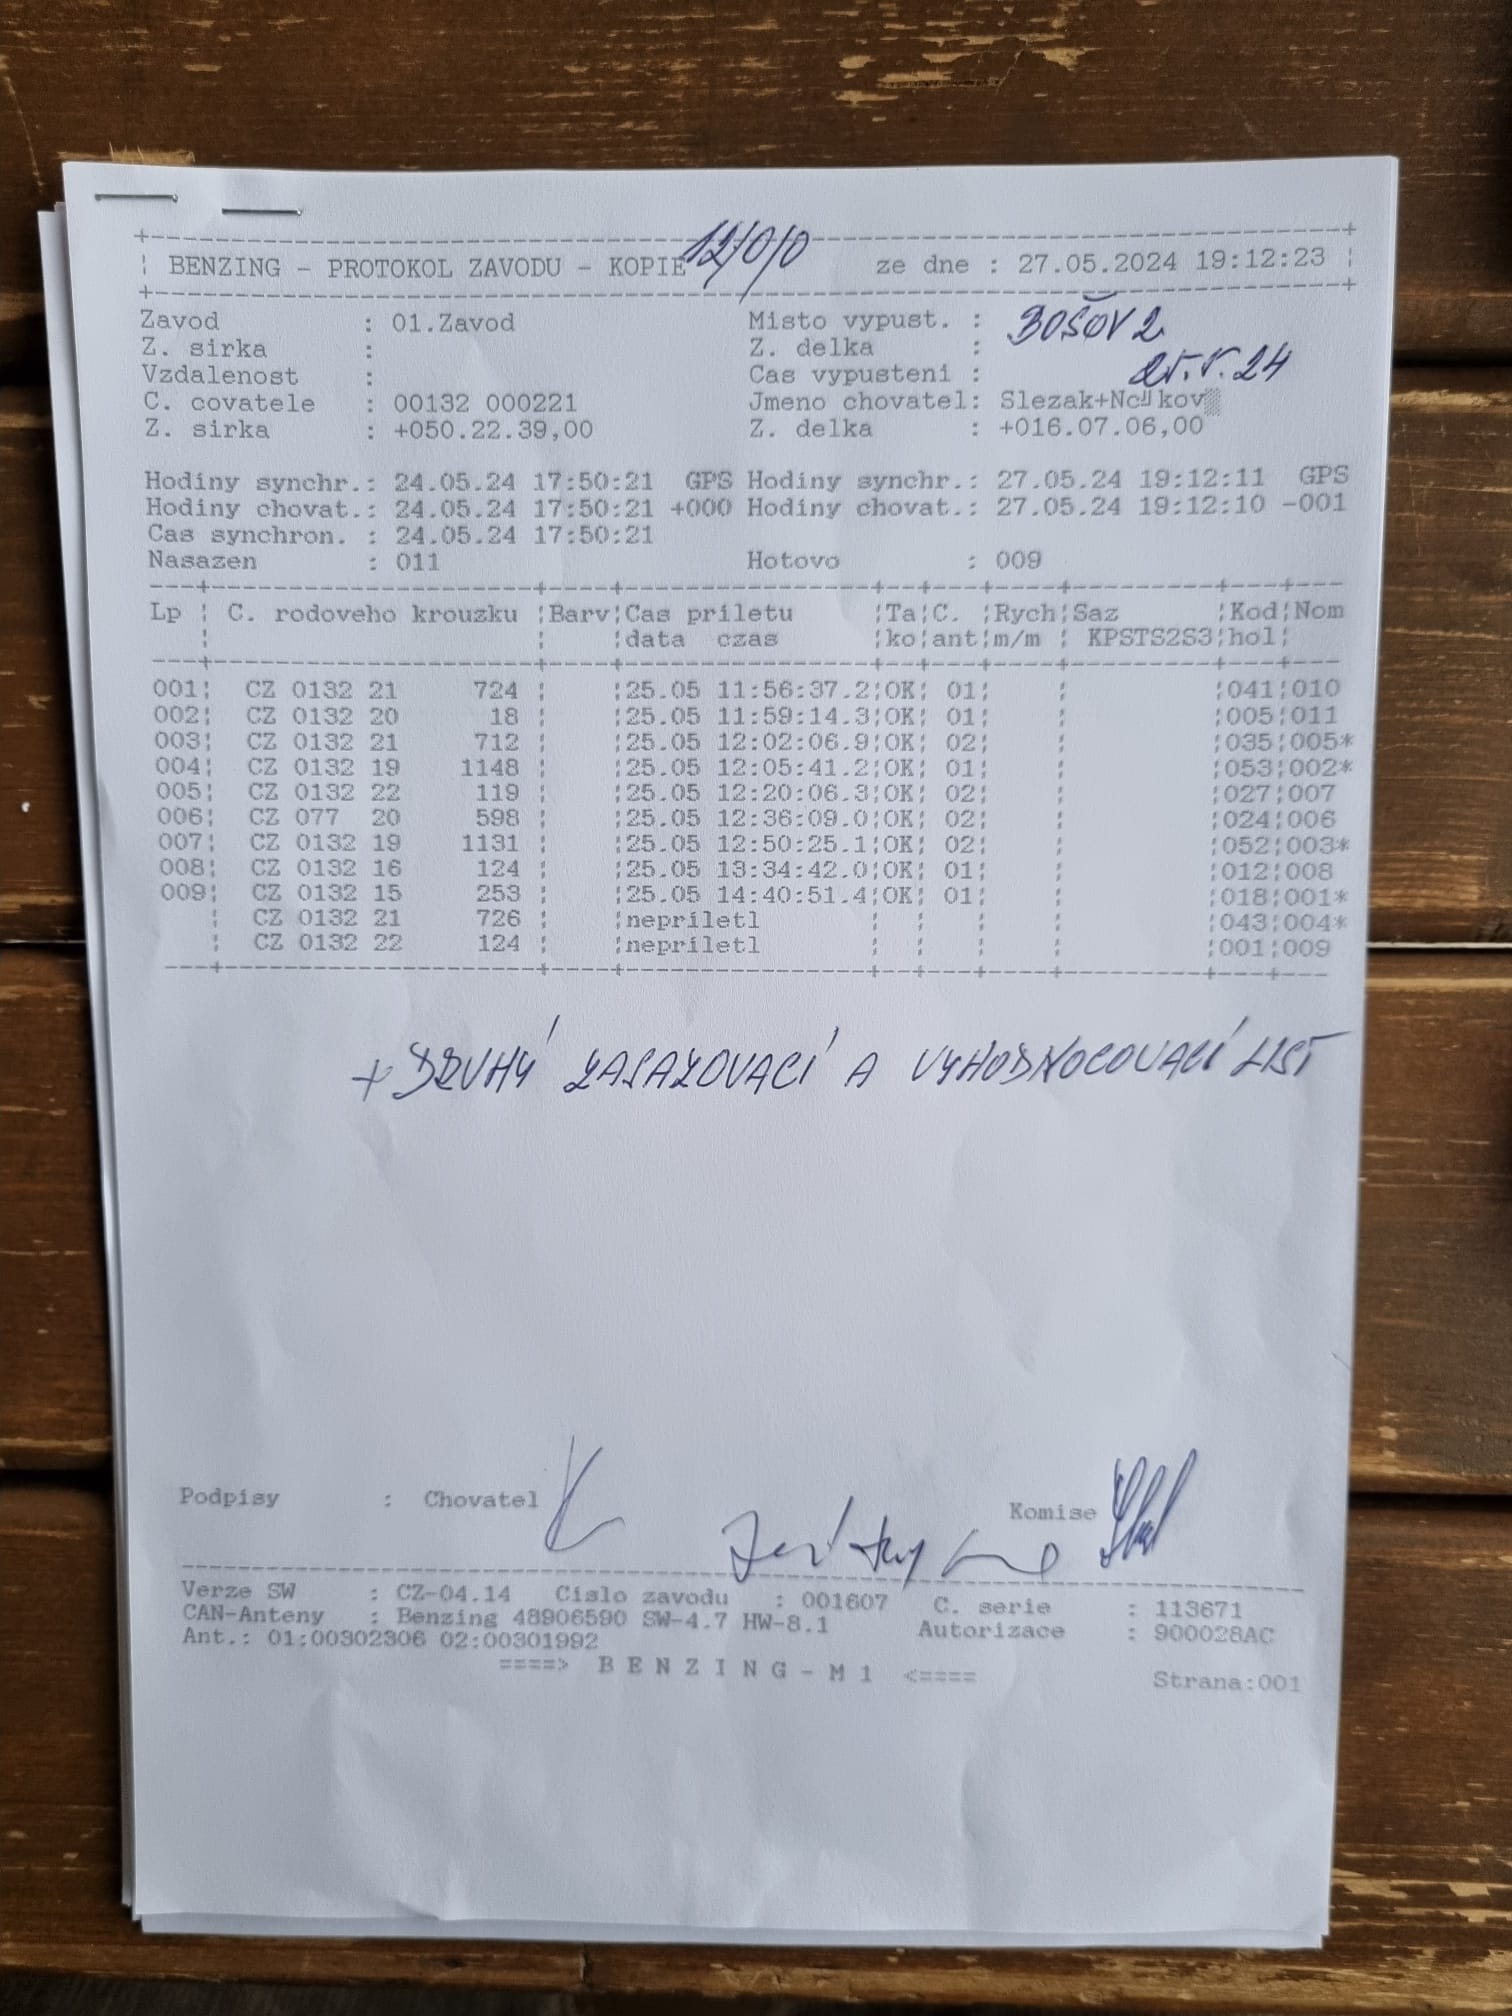 12/0/0
BENZING - PROTOKOL ZAVODU - KOPIE ze dne : 27.05.2024 19:12:23
Zavod : 01.Zavod Misto vypust. : BOŠOV 2
Z. sirka : Z. delka :
Vzdalenost : Cas vypusteni : 25.5.24
C. covatele : 00132 000221 Jmeno chovatel: Slezak+Nc╝kov▒
Z. sirka : +050.22.39,00 Z. delka : +016.07.06,00
Hodiny synchr.: 24.05.24 17:50:21 GPS Hodiny synchr.: 27.05.24 19:12:11 GPS
Hodiny chovat.: 24.05.24 17:50:21 +000 Hodiny chovat.: 27.05.24 19:12:10 -001
Cas synchron. : 24.05.24 17:50:21
Nasazen : 011 Hotovo : 009
Lp ¦ C. rodoveho krouzku ¦Barv¦Cas priletu ¦Ta¦C. ¦Rych¦Saz ¦Kod¦Nom
¦ ¦ ¦data czas ¦ko¦ant¦m/m ¦ KPSTS2S3¦hol¦
001¦ CZ 0132 21 724 ¦ ¦25.05 11:56:37.2¦OK¦ 01¦ ¦ ¦041¦010
002¦ CZ 0132 20 18 ¦ ¦25.05 11:59:14.3¦OK¦ 01¦ ¦ ¦005¦011
003¦ CZ 0132 21 712 ¦ ¦25.05 12:02:06.9¦OK¦ 02¦ ¦ ¦035¦005*
004¦ CZ 0132 19 1148 ¦ ¦25.05 12:05:41.2¦OK¦ 01¦ ¦ ¦053¦002*
005¦ CZ 0132 22 119 ¦ ¦25.05 12:20:06.3¦OK¦ 02¦ ¦ ¦027¦007
006¦ CZ 077 20 598 ¦ ¦25.05 12:36:09.0¦OK¦ 02¦ ¦ ¦024¦006
007¦ CZ 0132 19 1131 ¦ ¦25.05 12:50:25.1¦OK¦ 02¦ ¦ ¦052¦003*
008¦ CZ 0132 16 124 ¦ ¦25.05 13:34:42.0¦OK¦ 01¦ ¦ ¦012¦008
009¦ CZ 0132 15 253 ¦ ¦25.05 14:40:51.4¦OK¦ 01¦ ¦ ¦018¦001*
¦ CZ 0132 21 726 ¦ ¦nepriletl ¦ ¦ ¦ ¦ ¦043¦004*
¦ CZ 0132 22 124 ¦ ¦nepriletl ¦ ¦ ¦ ¦ ¦001¦009
+ DRUHÝ ZASAZOVACÍ A VYHODNOCOVACÍ LIST
Podpisy : Chovatel Komise
Verze SW : CZ-04.14 Cislo zavodu : 001607 C. serie : 113671
CAN-Anteny : Benzing 48906590 SW-4.7 HW-8.1 Autorizace : 900028AC
Ant.: 01:00302306 02:00301992
====> B E N Z I N G - M 1 <====
Strana:001